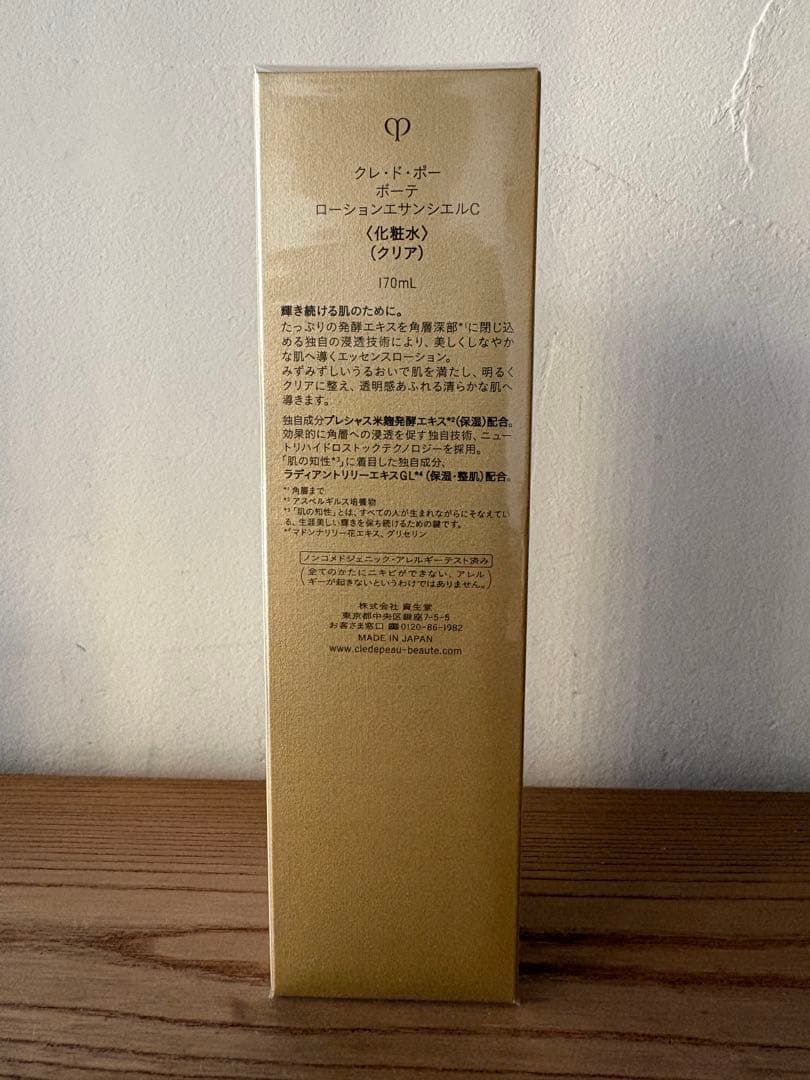 クレ・ド・ポー
ボーテ
ローションエサンシエルC
〈化粧水〉
(クリア)
170mL
輝き続ける肌のために。
たっぷりの発酵エキスを角層深部*¹に閉じ込
める独自の浸透技術により、美しくしなやか
な肌へ導くエッセンスローション。
みずみずしいうるおいで肌を満たし、明るく
クリアに整え、透明感あふれる清らかな肌へ
導きます。
独自成分プレシャス米麹発酵エキス*²(保湿)配合。
効果的に角層への浸透を促す独自技術、ニュー
トリハイドロストックテクノロジーを採用。
「肌の知性*³」に着目した独自成分、
ラディアントリリーエキスGL*⁴(保湿・整肌)配合。
*¹ 角層まで
*² アスペルギルス培養物
*³ 「肌の知性」とは、すべての人が生まれながらにそなえてい
る、生涯美しい輝きを保ち続けるための鍵です。
*⁴ マドンナリリー花エキス、グリセリン
ノンコメドジェニック・アレルギーテスト済み
(全てのかたにニキビができない、アレル
ギーが起きないというわけではありません。)
株式会社 資生堂
東京都中央区銀座7-5-5
お客さま窓口 0120-86-1982
MADE IN JAPAN
www.cledepeau-beaute.com